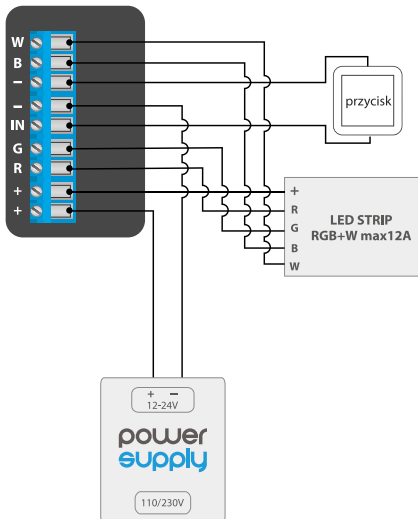 W
B
–
–
IN
G
R
+
+
przycisk
+
R
G
B
W
LED STRIP
RGB+W max12A
+ –
12-24V
power
supply
110/230V